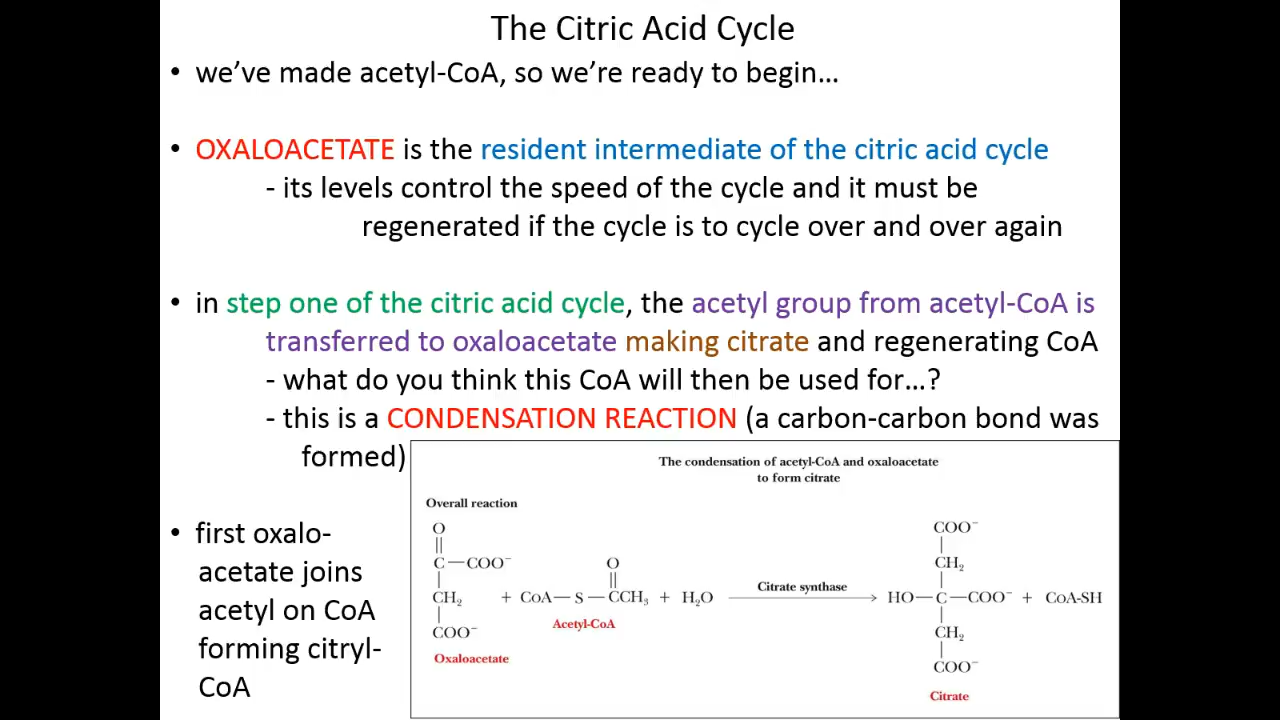 The Citric Acid Cycle
• we’ve made acetyl-CoA, so we’re ready to begin…
• OXALOACETATE is the resident intermediate of the citric acid cycle
- its levels control the speed of the cycle and it must be
regenerated if the cycle is to cycle over and over again
• in step one of the citric acid cycle, the acetyl group from acetyl-CoA is
transferred to oxaloacetate making citrate and regenerating CoA
- what do you think this CoA will then be used for…?
- this is a CONDENSATION REACTION (a carbon-carbon bond was
formed)
• first oxalo-
acetate joins
acetyl on CoA
forming citryl-
CoA
The condensation of acetyl-CoA and oxaloacetate
to form citrate
Overall reaction
O
C—COO⁻
CH₂
COO⁻
Oxaloacetate
O
+ CoA—S—CCH₃ + H₂O
Acetyl-CoA
Citrate synthase
COO⁻
CH₂
HO—C—COO⁻ + CoA-SH
CH₂
COO⁻
Citrate